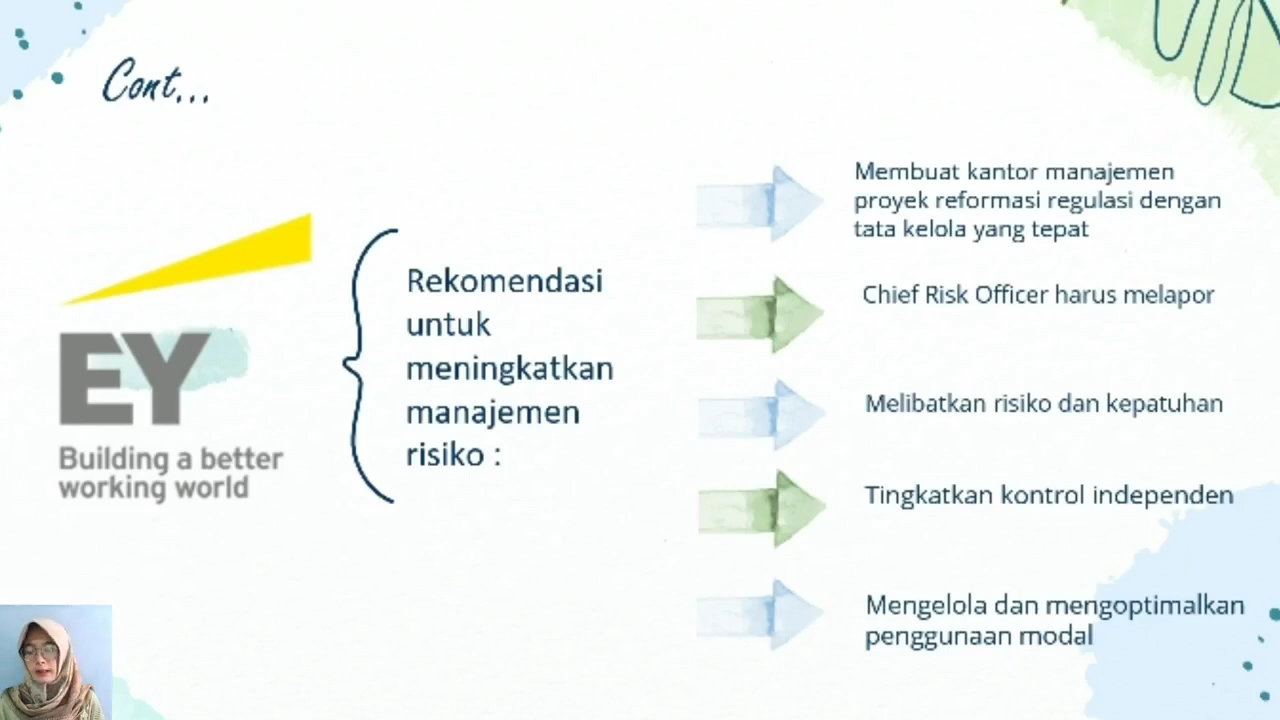 Cont...
EY
Building a better
working world
Rekomendasi
untuk
meningkatkan
manajemen
risiko :
Membuat kantor manajemen
proyek reformasi regulasi dengan
tata kelola yang tepat
Chief Risk Officer harus melapor
Melibatkan risiko dan kepatuhan
Tingkatkan kontrol independen
Mengelola dan mengoptimalkan
penggunaan modal